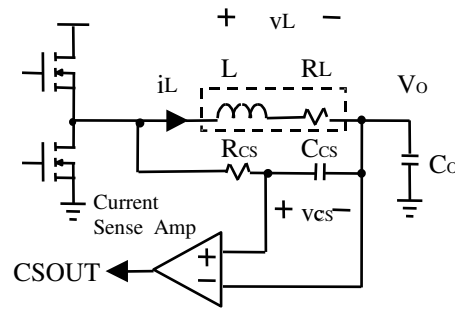 + vL −
iL L RL VO
RCS CCS CO
+ vCS −
Current
Sense Amp
+
CSOUT
−